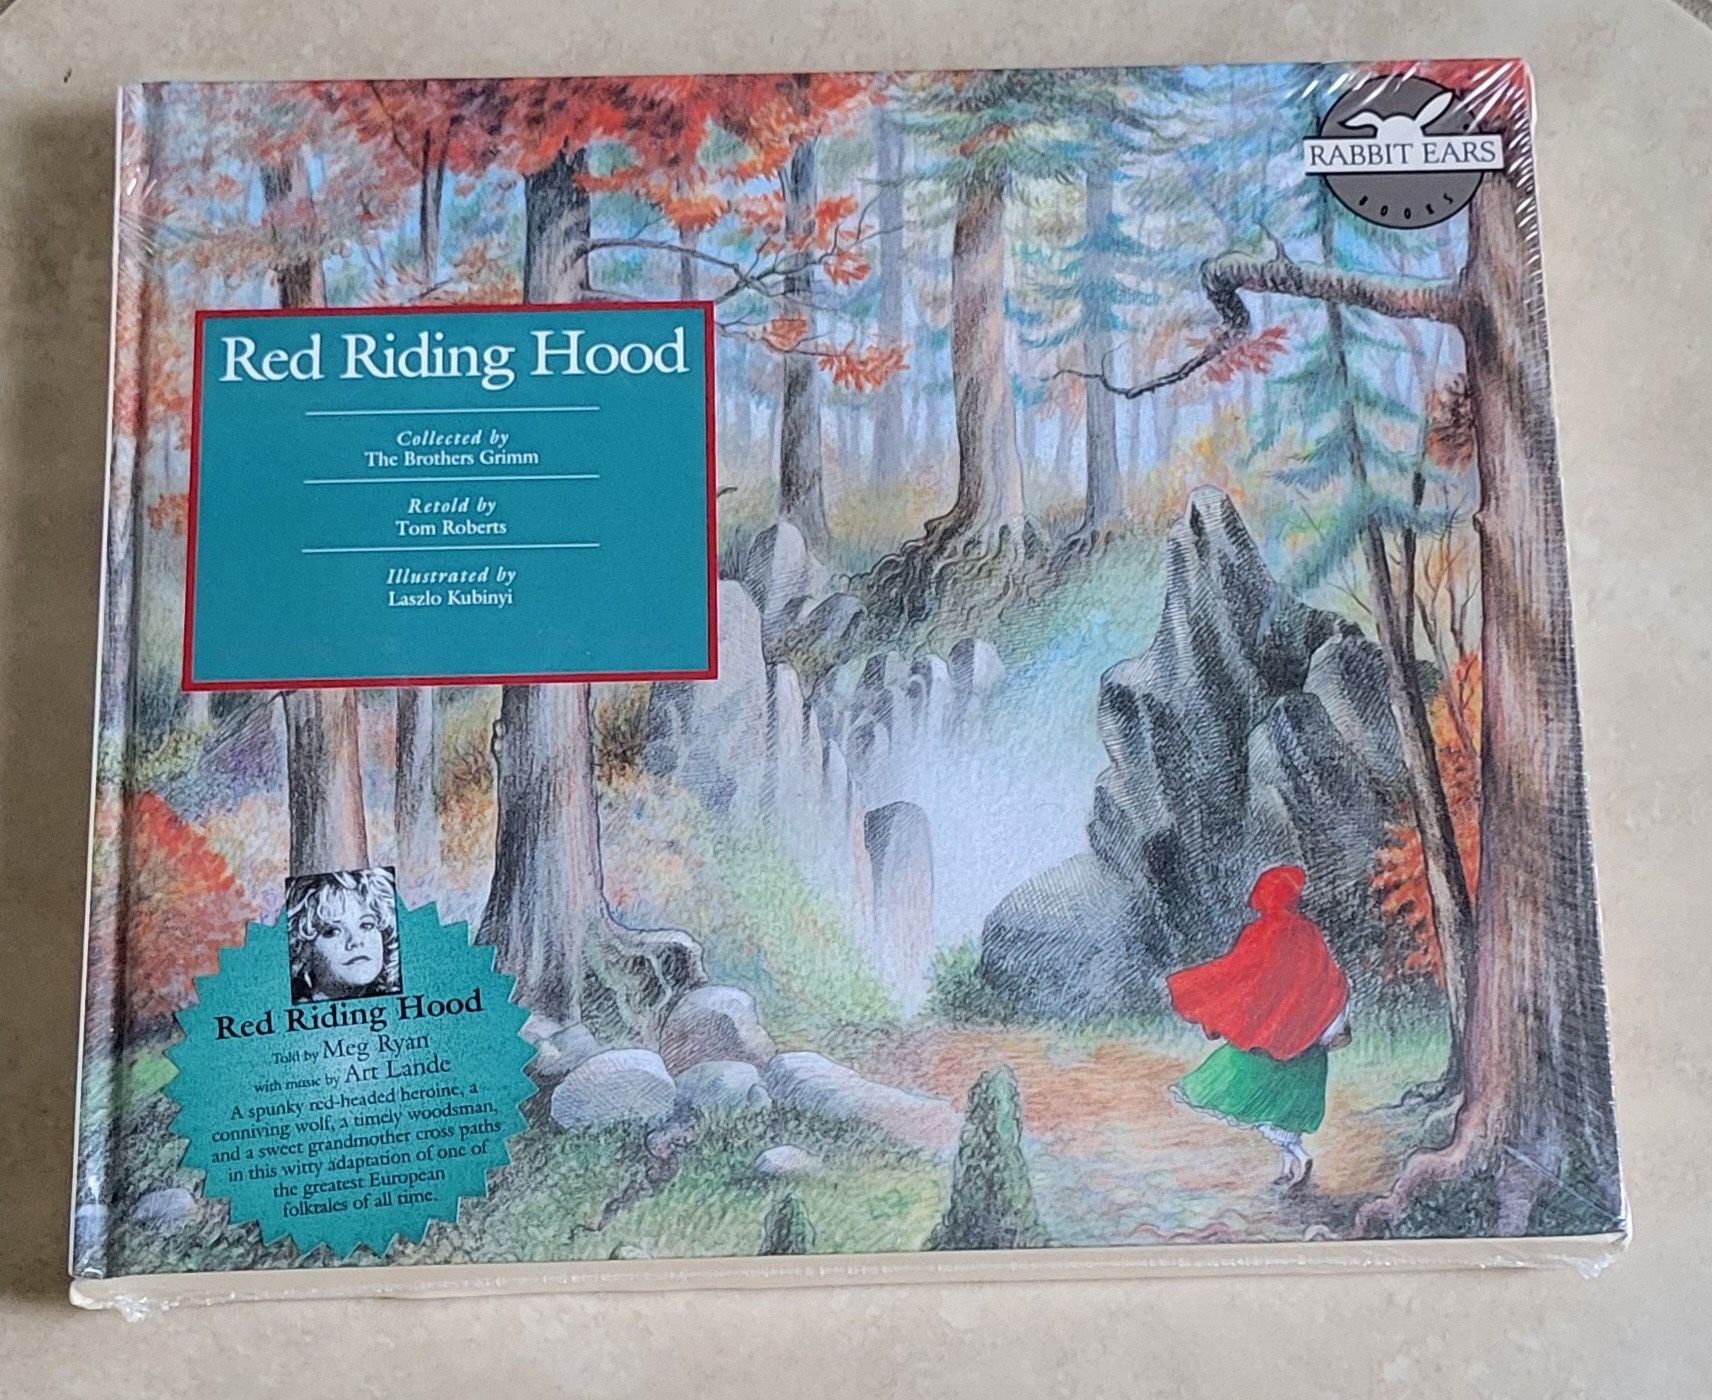 RABBIT EARS
BOOKS
Red Riding Hood
Collected by
The Brothers Grimm
Retold by
Tom Roberts
Illustrated by
Laszlo Kubinyi
Red Riding Hood
Told by Meg Ryan
with music by Art Lande
A spunky red-headed heroine, a
conniving wolf, a timely woodsman,
and a sweet grandmother cross paths
in this witty adaptation of one of
the greatest European
folktales of all time.